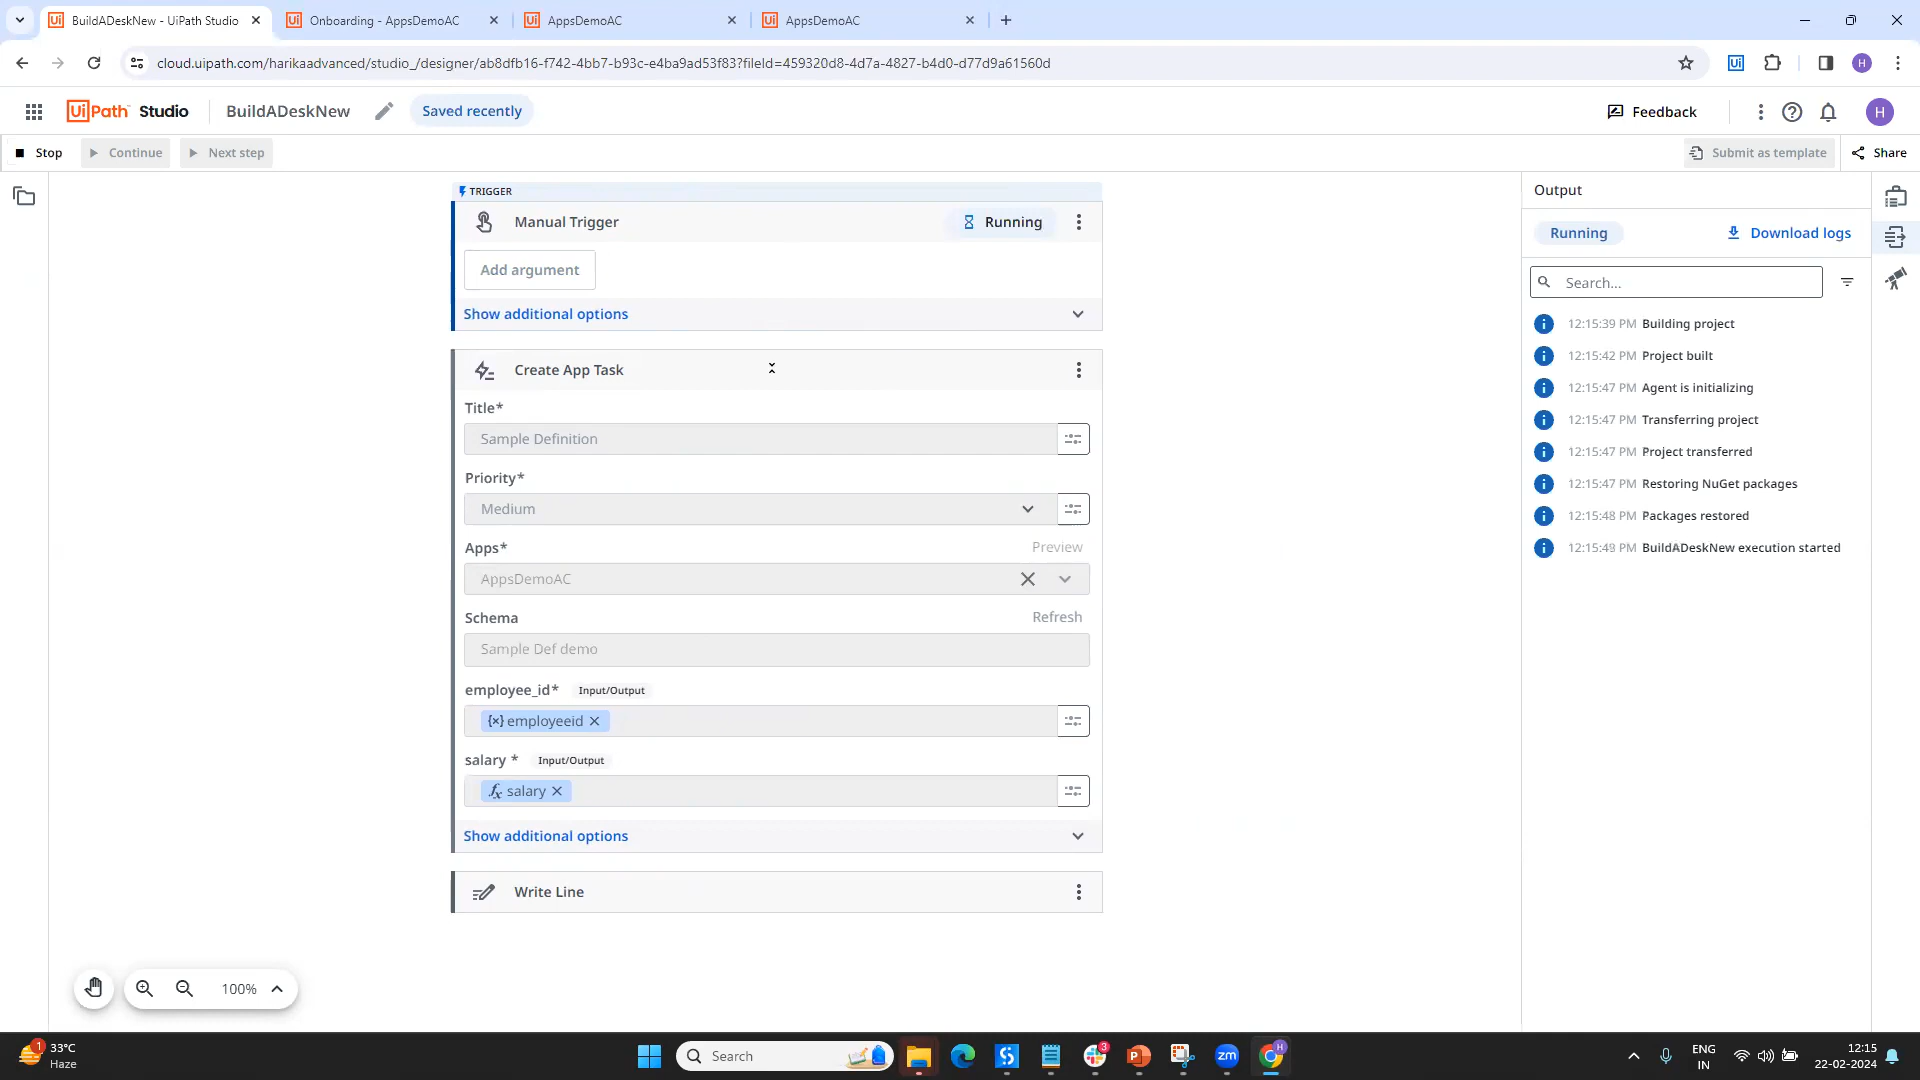 BuildADeskNew - UiPath Studio
Onboarding - AppsDemoAC
AppsDemoAC
AppsDemoAC
cloud.uipath.com/harikaadvanced/studio_/designer/ab8dfb16-f742-4bb7-b93c-e4ba9ad53f83?fileId=459320d8-4d7a-4827-b4d0-d77d9a61560d
Ui
H
UiPath Studio
BuildADeskNew
Saved recently
Feedback
H
Stop
Continue
Next step
Submit as template
Share
TRIGGER
Manual Trigger
Running
Add argument
Show additional options
Create App Task
Title*
Sample Definition
Priority*
Medium
Apps*
Preview
AppsDemoAC
Schema
Refresh
Sample Def demo
employee_id*
Input/Output
{x} employeeid
salary *
Input/Output
fx salary
Show additional options
Write Line
100%
Output
Running
Download logs
Search...
12:15:39 PM Building project
12:15:42 PM Project built
12:15:47 PM Agent is initializing
12:15:47 PM Transferring project
12:15:47 PM Project transferred
12:15:47 PM Restoring NuGet packages
12:15:48 PM Packages restored
12:15:48 PM BuildADeskNew execution started
1
33°C
Haze
Search
3
zm
H
ENG
IN
12:15
22-02-2024